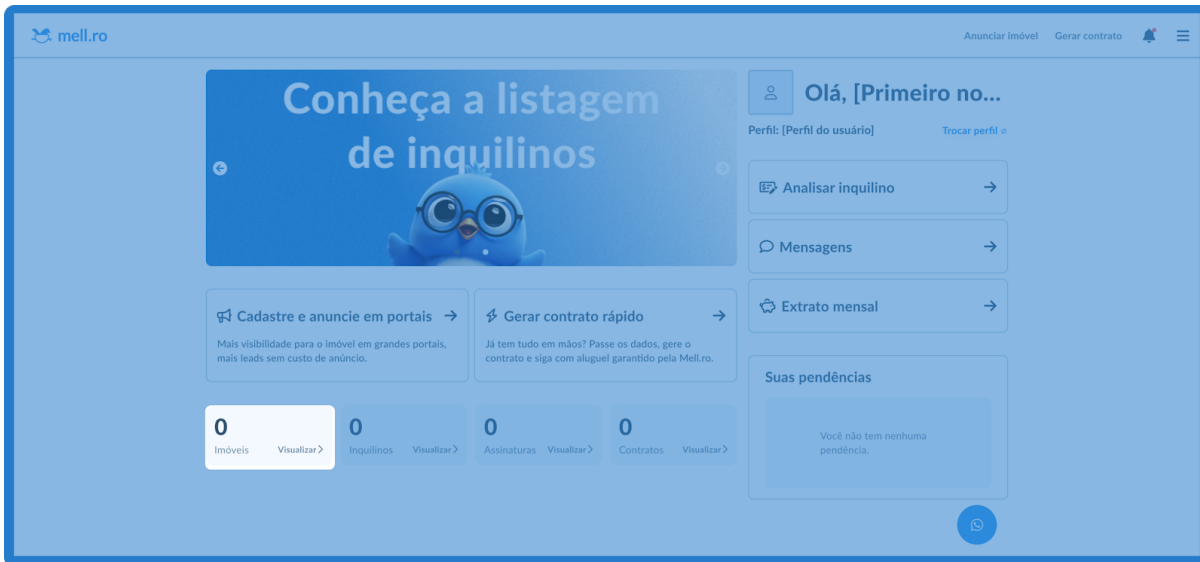 mell.ro
Anunciar imóvel Gerar contrato
Conheça a listagem
de inquilinos
Olá, [Primeiro no...
Perfil: [Perfil do usuário] Trocar perfil
Analisar inquilino
Mensagens
Extrato mensal
Cadastre e anuncie em portais
Mais visibilidade para o imóvel em grandes portais,
mais leads sem custo de anúncio.
Gerar contrato rápido
Já tem tudo em mãos? Passe os dados, gere o
contrato e siga com aluguel garantido pela Mell.ro.
Suas pendências
Você não tem nenhuma
pendência.
0
Imóveis Visualizar
0
Inquilinos Visualizar
0
Assinaturas Visualizar
0
Contratos Visualizar